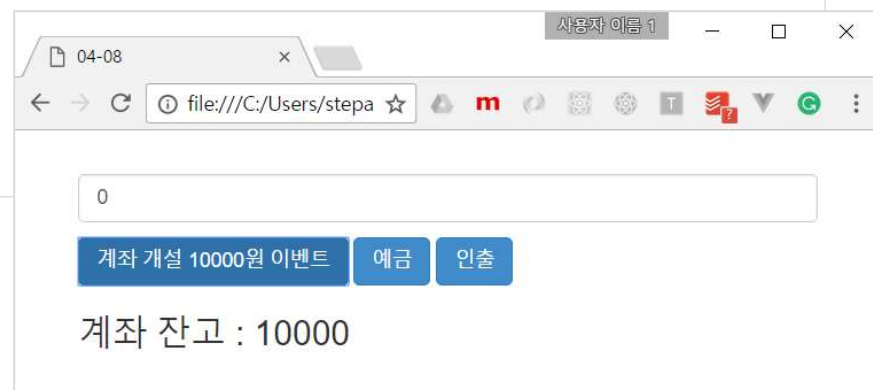 사용자 이름 1
04-08
file:///C:/Users/stepa
m
T
?
G
0
계좌 개설 10000원 이벤트 예금 인출
계좌 잔고 : 10000